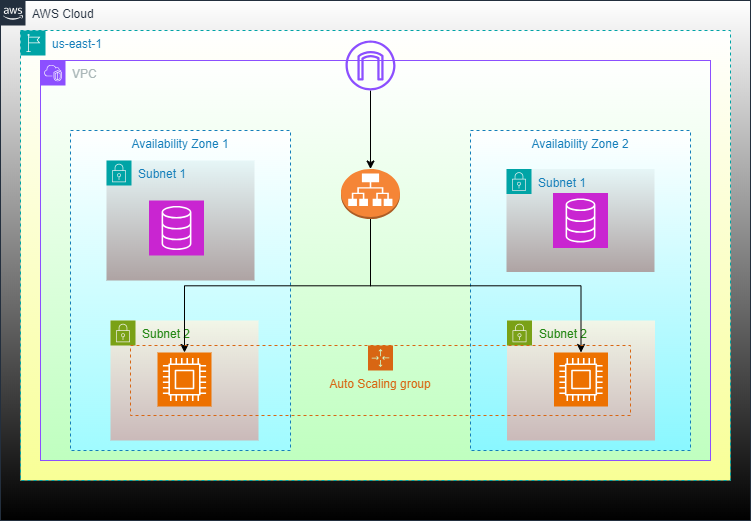 aws
AWS Cloud
us-east-1
VPC
Availability Zone 1
Availability Zone 2
Subnet 1
Subnet 1
Subnet 2
Subnet 2
Auto Scaling group